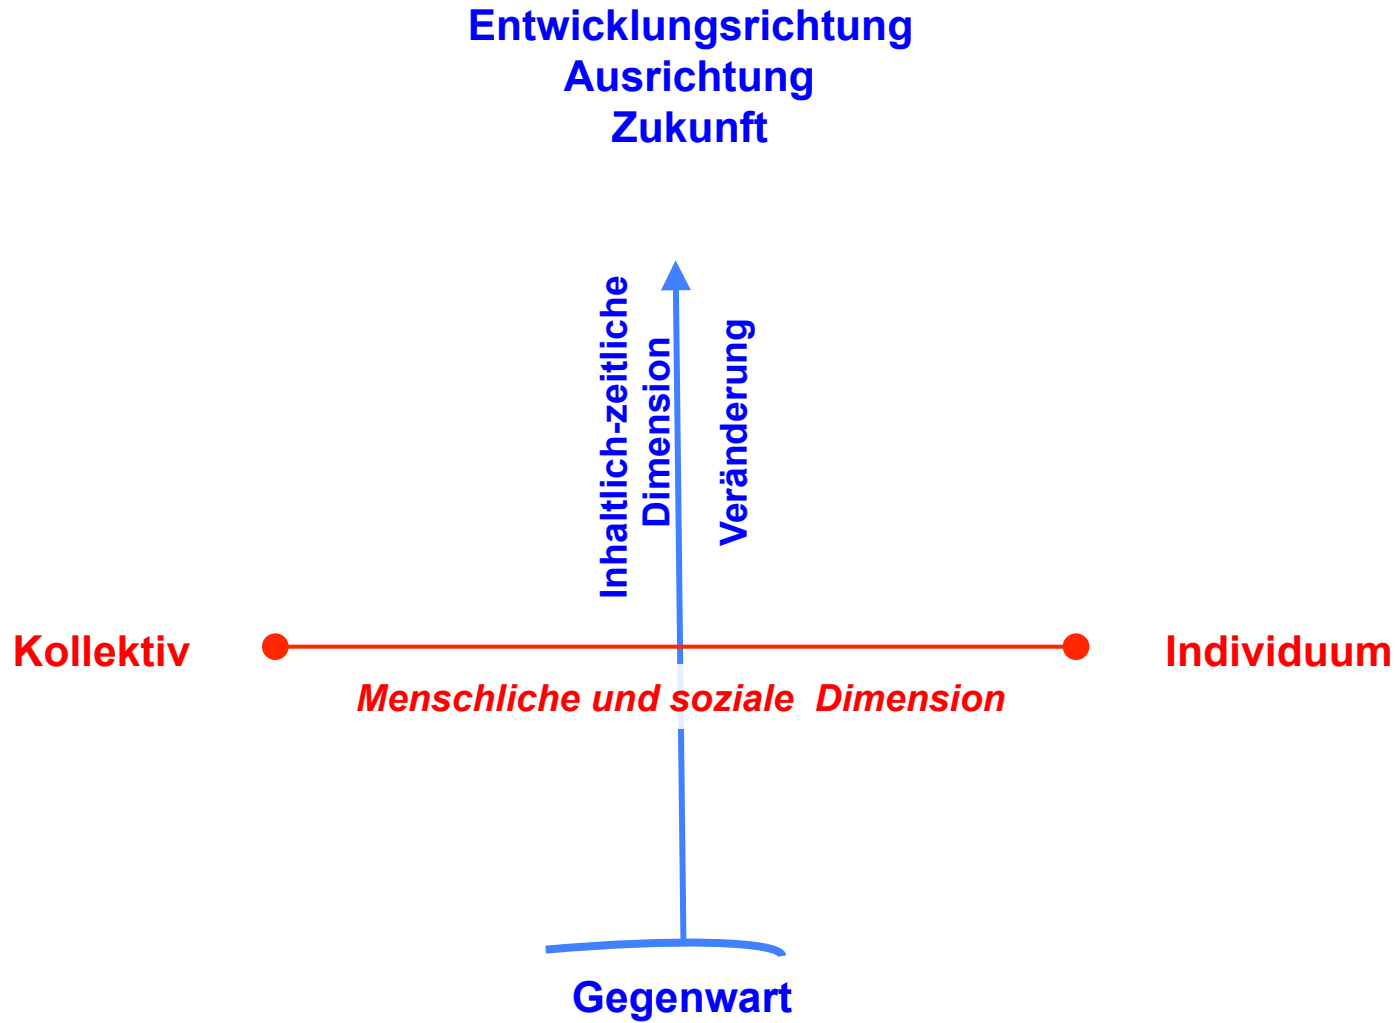 Entwicklungsrichtung
Ausrichtung
Zukunft
Inhaltlich-zeitliche
Dimension
Veränderung
Kollektiv
Individuum
Menschliche und soziale Dimension
Gegenwart